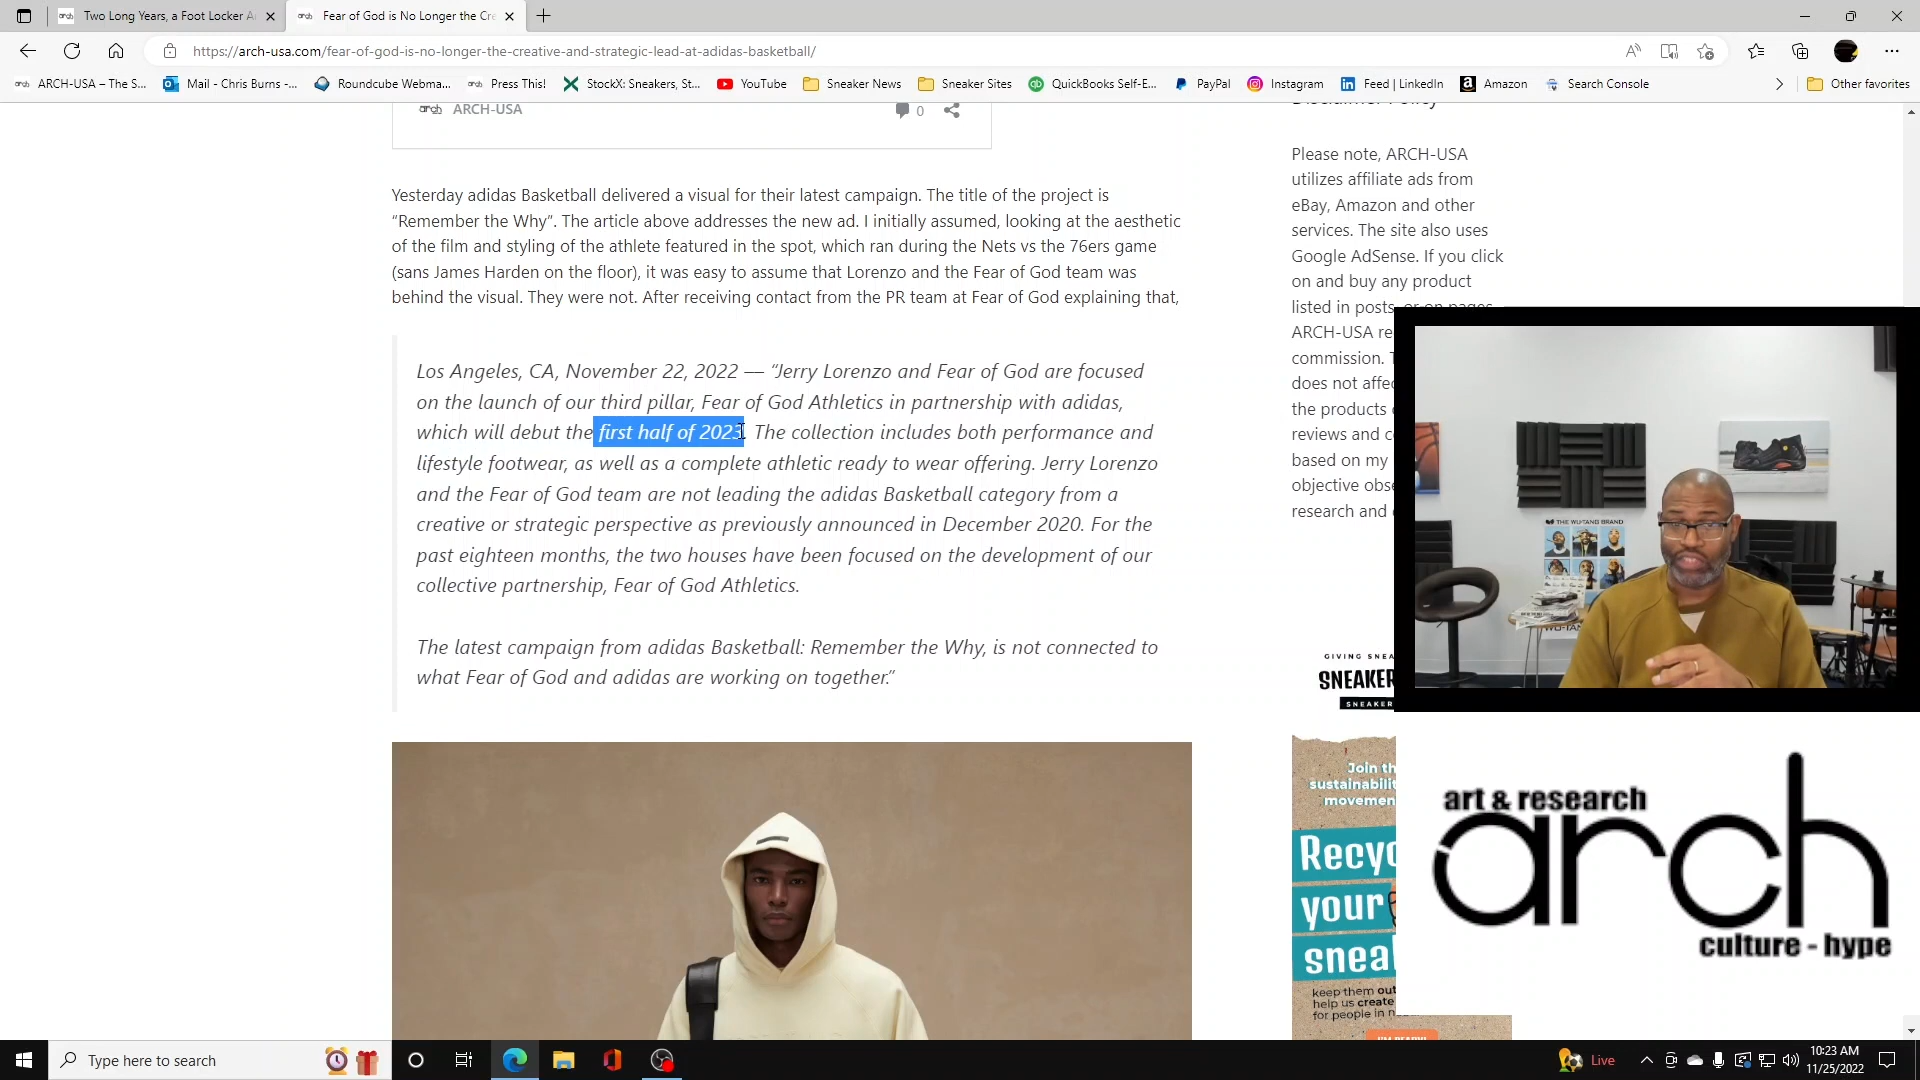 Two Long Years, a Foot Locker A
Fear of God is No Longer the Cre
https://arch-usa.com/fear-of-god-is-no-longer-the-creative-and-strategic-lead-at-adidas-basketball/
ARCH-USA – The S...
Mail - Chris Burns -...
Roundcube Webma...
Press This!
StockX: Sneakers, St...
YouTube
Sneaker News
Sneaker Sites
QuickBooks Self-E...
PayPal
Instagram
Feed | LinkedIn
Amazon
Search Console
Other favorites
ARCH-USA
0
Yesterday adidas Basketball delivered a visual for their latest campaign. The title of the project is
“Remember the Why”. The article above addresses the new ad. I initially assumed, looking at the aesthetic
of the film and styling of the athlete featured in the spot, which ran during the Nets vs the 76ers game
(sans James Harden on the floor), it was easy to assume that Lorenzo and the Fear of God team was
behind the visual. They were not. After receiving contact from the PR team at Fear of God explaining that,
Los Angeles, CA, November 22, 2022 — “Jerry Lorenzo and Fear of God are focused
on the launch of our third pillar, Fear of God Athletics in partnership with adidas,
which will debut the first half of 2023. The collection includes both performance and
lifestyle footwear, as well as a complete athletic ready to wear offering. Jerry Lorenzo
and the Fear of God team are not leading the adidas Basketball category from a
creative or strategic perspective as previously announced in December 2020. For the
past eighteen months, the two houses have been focused on the development of our
collective partnership, Fear of God Athletics.
The latest campaign from adidas Basketball: Remember the Why, is not connected to
what Fear of God and adidas are working on together.”
Disclaimer Policy
Please note, ARCH-USA
utilizes affiliate ads from
eBay, Amazon and other
services. The site also uses
Google AdSense. If you click
on and buy any product
listed in posts, or on pages
ARCH-USA re
commission. T
does not affec
the products
reviews and c
based on my
objective obse
research and
THE WU-TANG BRAND
GIVING SNEA
SNEAKER
SNEAKER
Join th
sustainabilit
movemen
Recyc
your
sneal
keep them out
help us create
for people in n
art & research
arch
culture - hype
Type here to search
Live
10:23 AM
11/25/2022